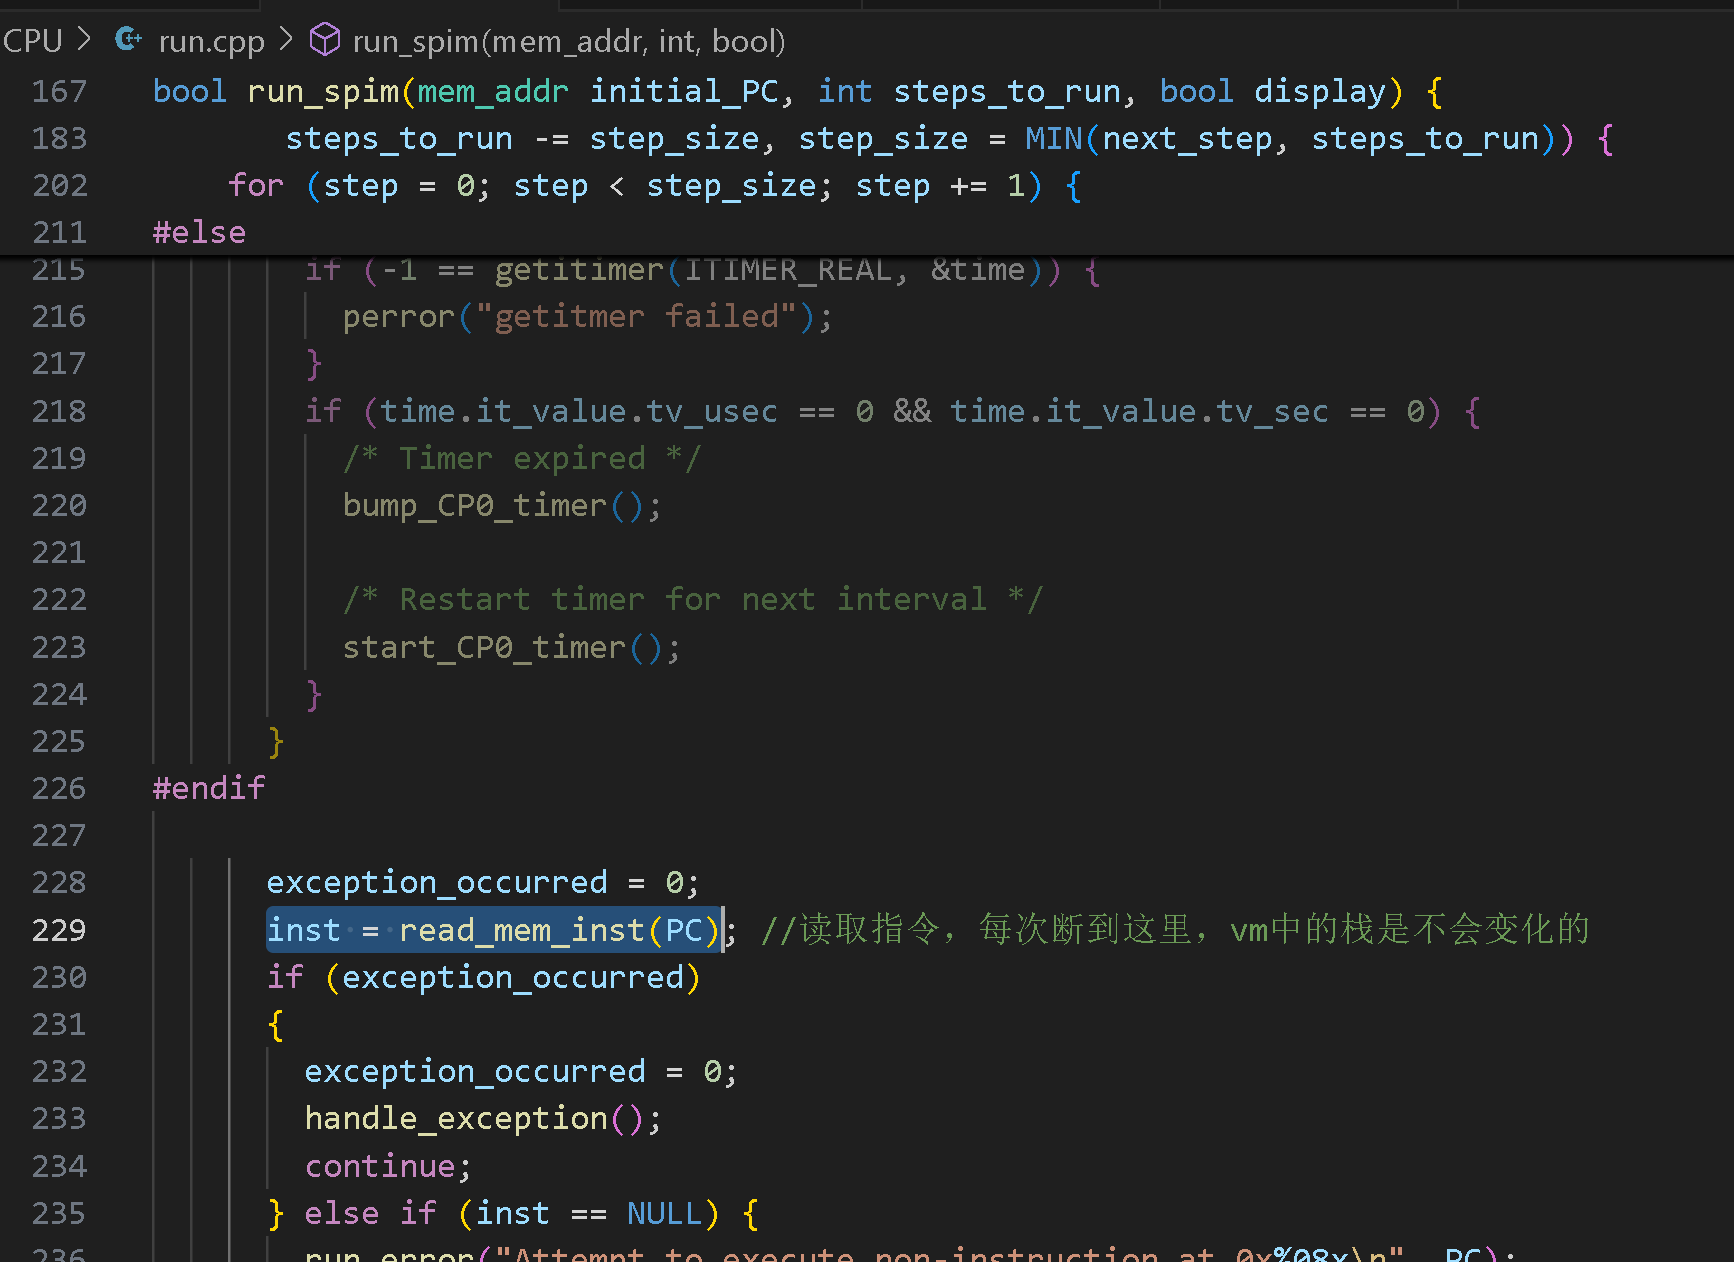 CPU > run.cpp > run_spim(mem_addr, int, bool)
167 bool run_spim(mem_addr initial_PC, int steps_to_run, bool display) {
183 steps_to_run -= step_size, step_size = MIN(next_step, steps_to_run)) {
202 for (step = 0; step < step_size; step += 1) {
211 #else
215 if (-1 == getitimer(ITIMER_REAL, &time)) {
216 perror("getitmer failed");
217 }
218 if (time.it_value.tv_usec == 0 && time.it_value.tv_sec == 0) {
219 /* Timer expired */
220 bump_CP0_timer();
221
222 /* Restart timer for next interval */
223 start_CP0_timer();
224 }
225 }
226 #endif
227
228 exception_occurred = 0;
229 inst = read_mem_inst(PC); //读取指令，每次断到这里，vm中的栈是不会变化的
230 if (exception_occurred)
231 {
232 exception_occurred = 0;
233 handle_exception();
234 continue;
235 } else if (inst == NULL) {
236 run_error("Attempt to execute non-instruction at 0x%08x\n", PC);